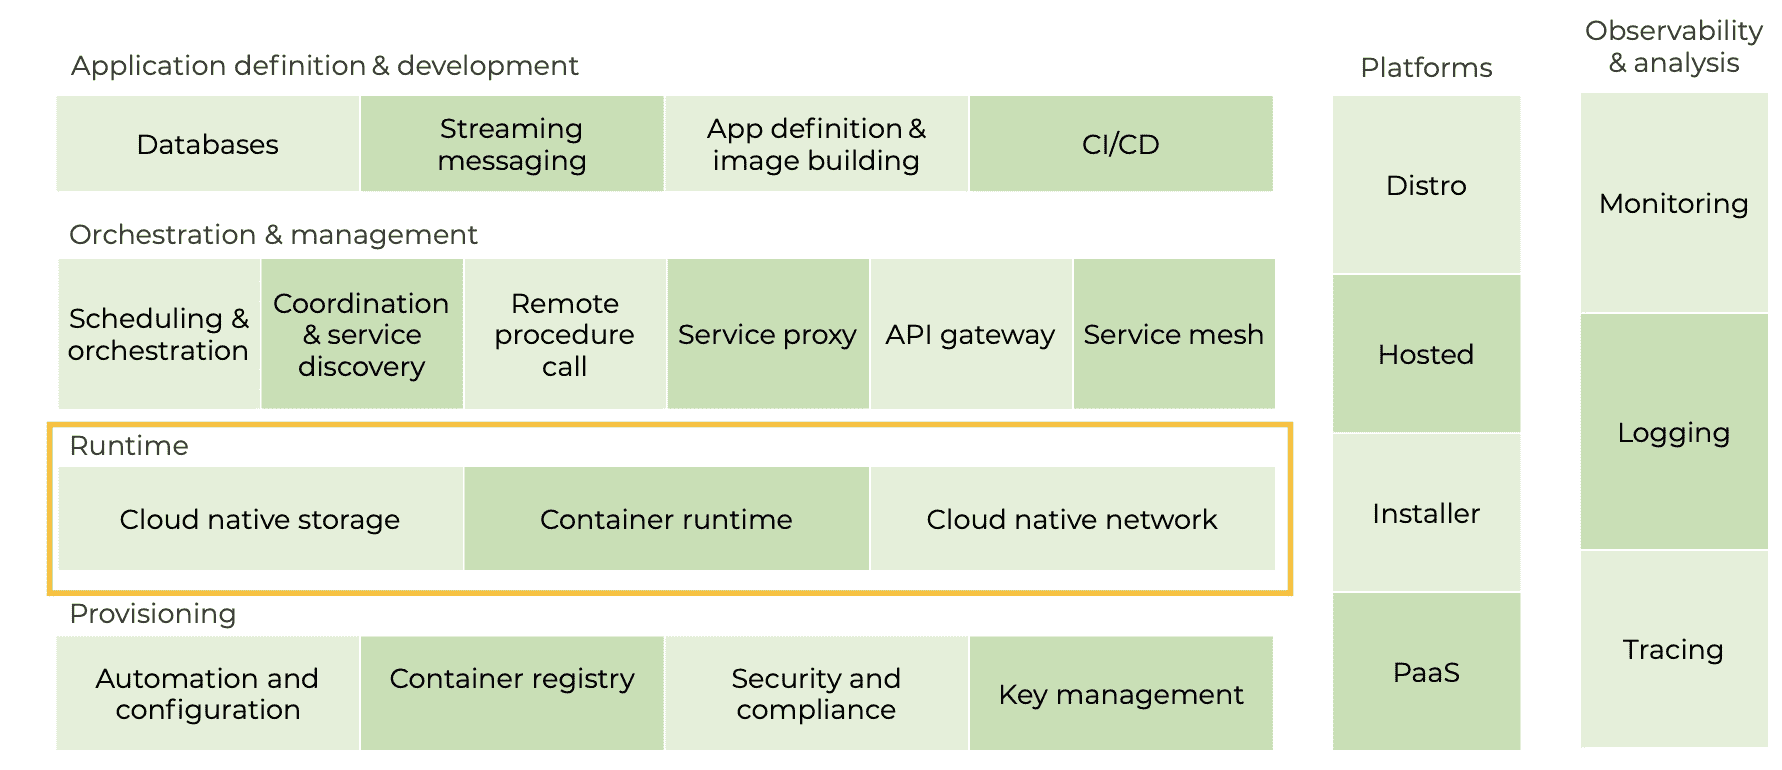 Application definition & development
Databases
Streaming
messaging
App definition &
image building
CI/CD
Orchestration & management
Scheduling &
orchestration
Coordination
& service
discovery
Remote
procedure
call
Service proxy
API gateway
Service mesh
Runtime
Cloud native storage
Container runtime
Cloud native network
Provisioning
Automation and
configuration
Container registry
Security and
compliance
Key management
Platforms
Distro
Hosted
Installer
PaaS
Observability
& analysis
Monitoring
Logging
Tracing